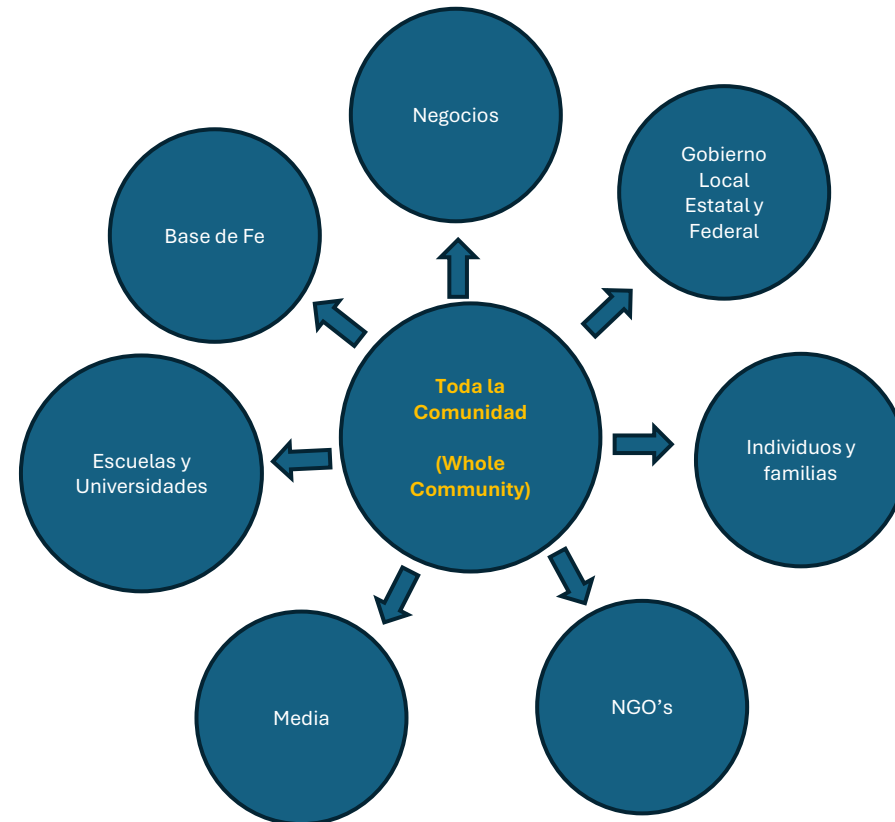 Negocios
Gobierno
Local
Estatal y
Federal
Base de Fe
Toda la
Comunidad
(Whole
Community)
Individuos y
familias
Escuelas y
Universidades
Media
NGO’s